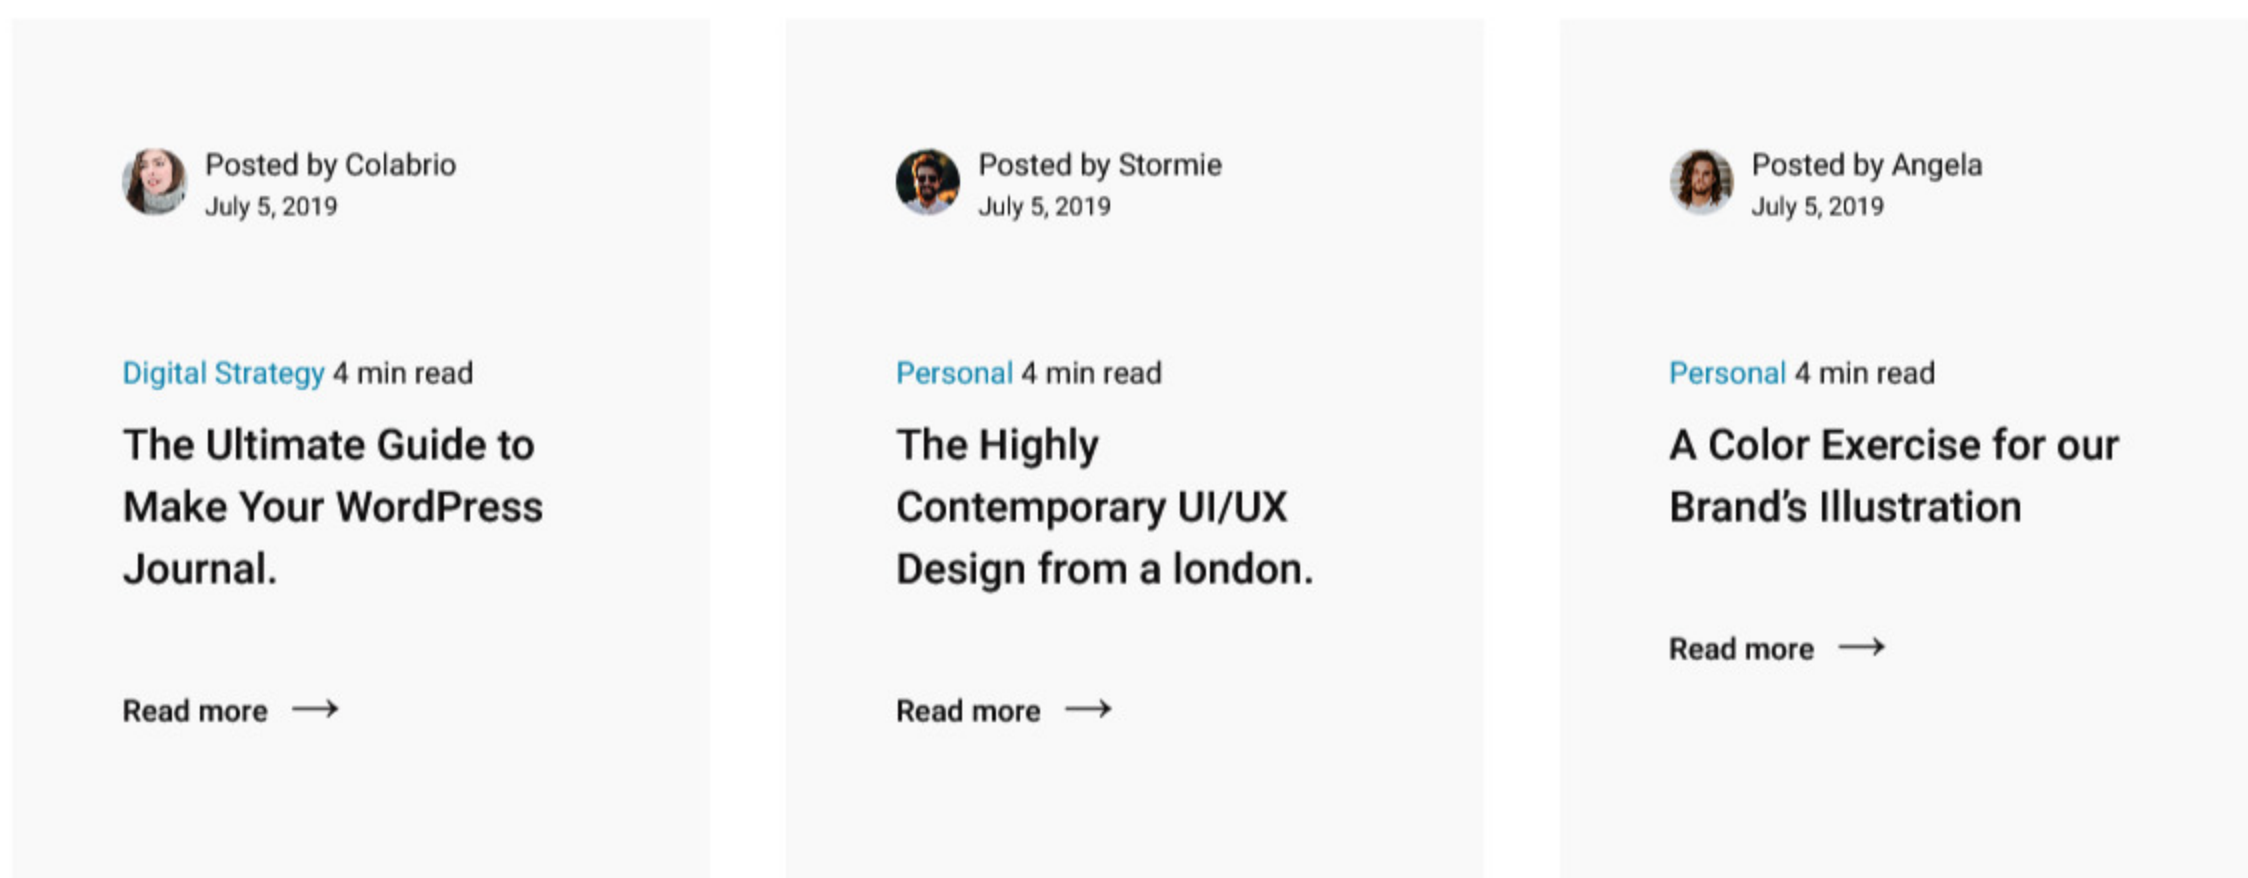 Posted by Colabrio
July 5, 2019
Digital Strategy 4 min read
The Ultimate Guide to
Make Your WordPress
Journal.
Read more
Posted by Stormie
July 5, 2019
Personal 4 min read
The Highly
Contemporary UI/UX
Design from a london.
Read more
Posted by Angela
July 5, 2019
Personal 4 min read
A Color Exercise for our
Brand’s Illustration
Read more